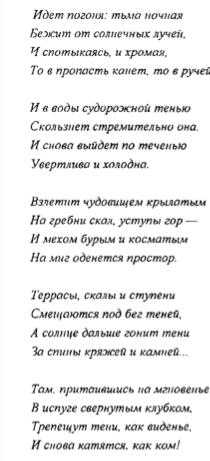 Идет погоня: тьма ночная
Бежит от солнечных лучей,
И спотыкаясь, и хромая,
То в пропасть канет, то в ручей

И в воды судорожной тенью
Скользнет стремительно она.
И снова выйдет по теченью
Увертлива и холодна.

Взлетит чудовищем крылатым
На гребни скал, уступы гор —
И мехом бурым и косматым
На миг оденется простор.

Террасы, скалы и ступени
Смещаются под бег теней,
А солнце дальше гонит тени
За спины кряжей и камней...

Там, притаившись на мгновенье
В испуге свернутым клубком,
Трепещут тени, как виденье,
И снова катятся, как ком!